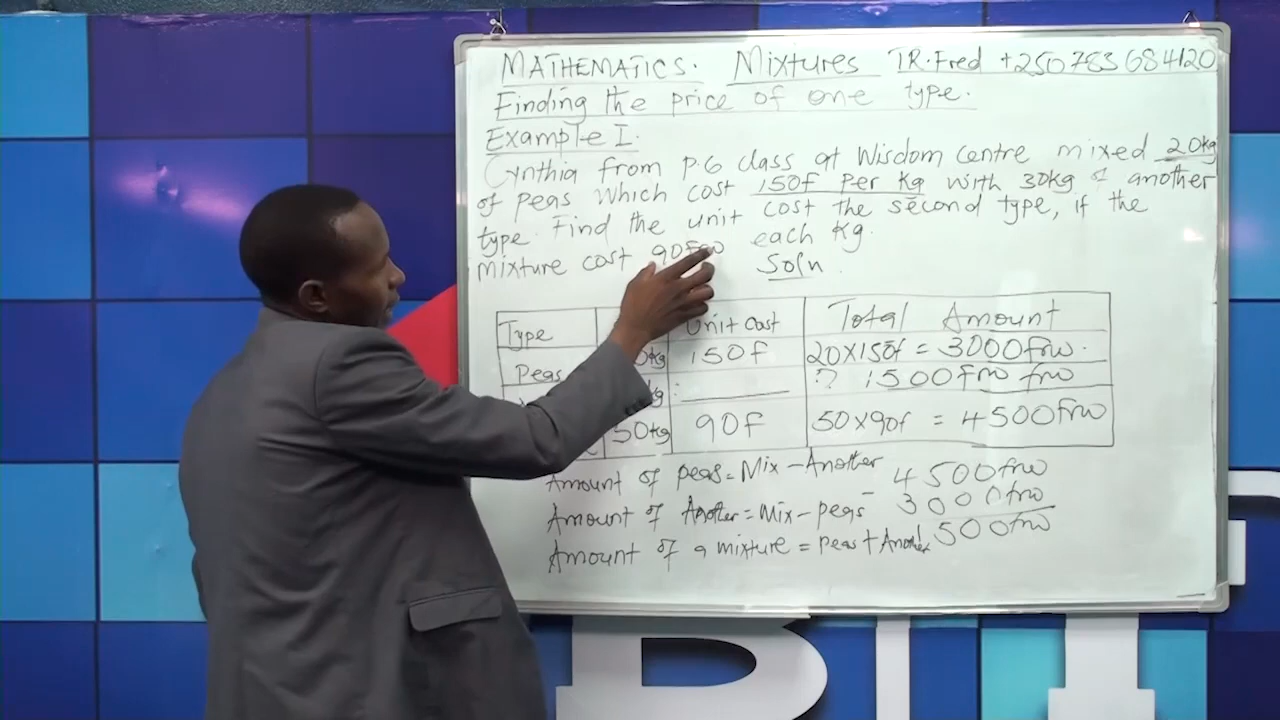 MATHEMATICS. Mixtures TR.Fred +250783684120
Finding the price of one type.
Example I.
Cynthia from P.6 class at Wisdom Centre mixed 20kg
of peas which cost 150f Per Kg with 30kg of another
type. Find the unit cost the second type, if the
mixture cost 90frw each Kg.
Soln.
Type Unit Cost Total Amount
Peas kg 150f 20x150f = 3000frw.
kg ? 1500frw frw
50kg 90f 50x90f = 4500frw
Amount of peas = Mix - Another 4500frw
Amount of Another = Mix - peas - 3000frw
Amount of a mixture = peas + Another 500frw